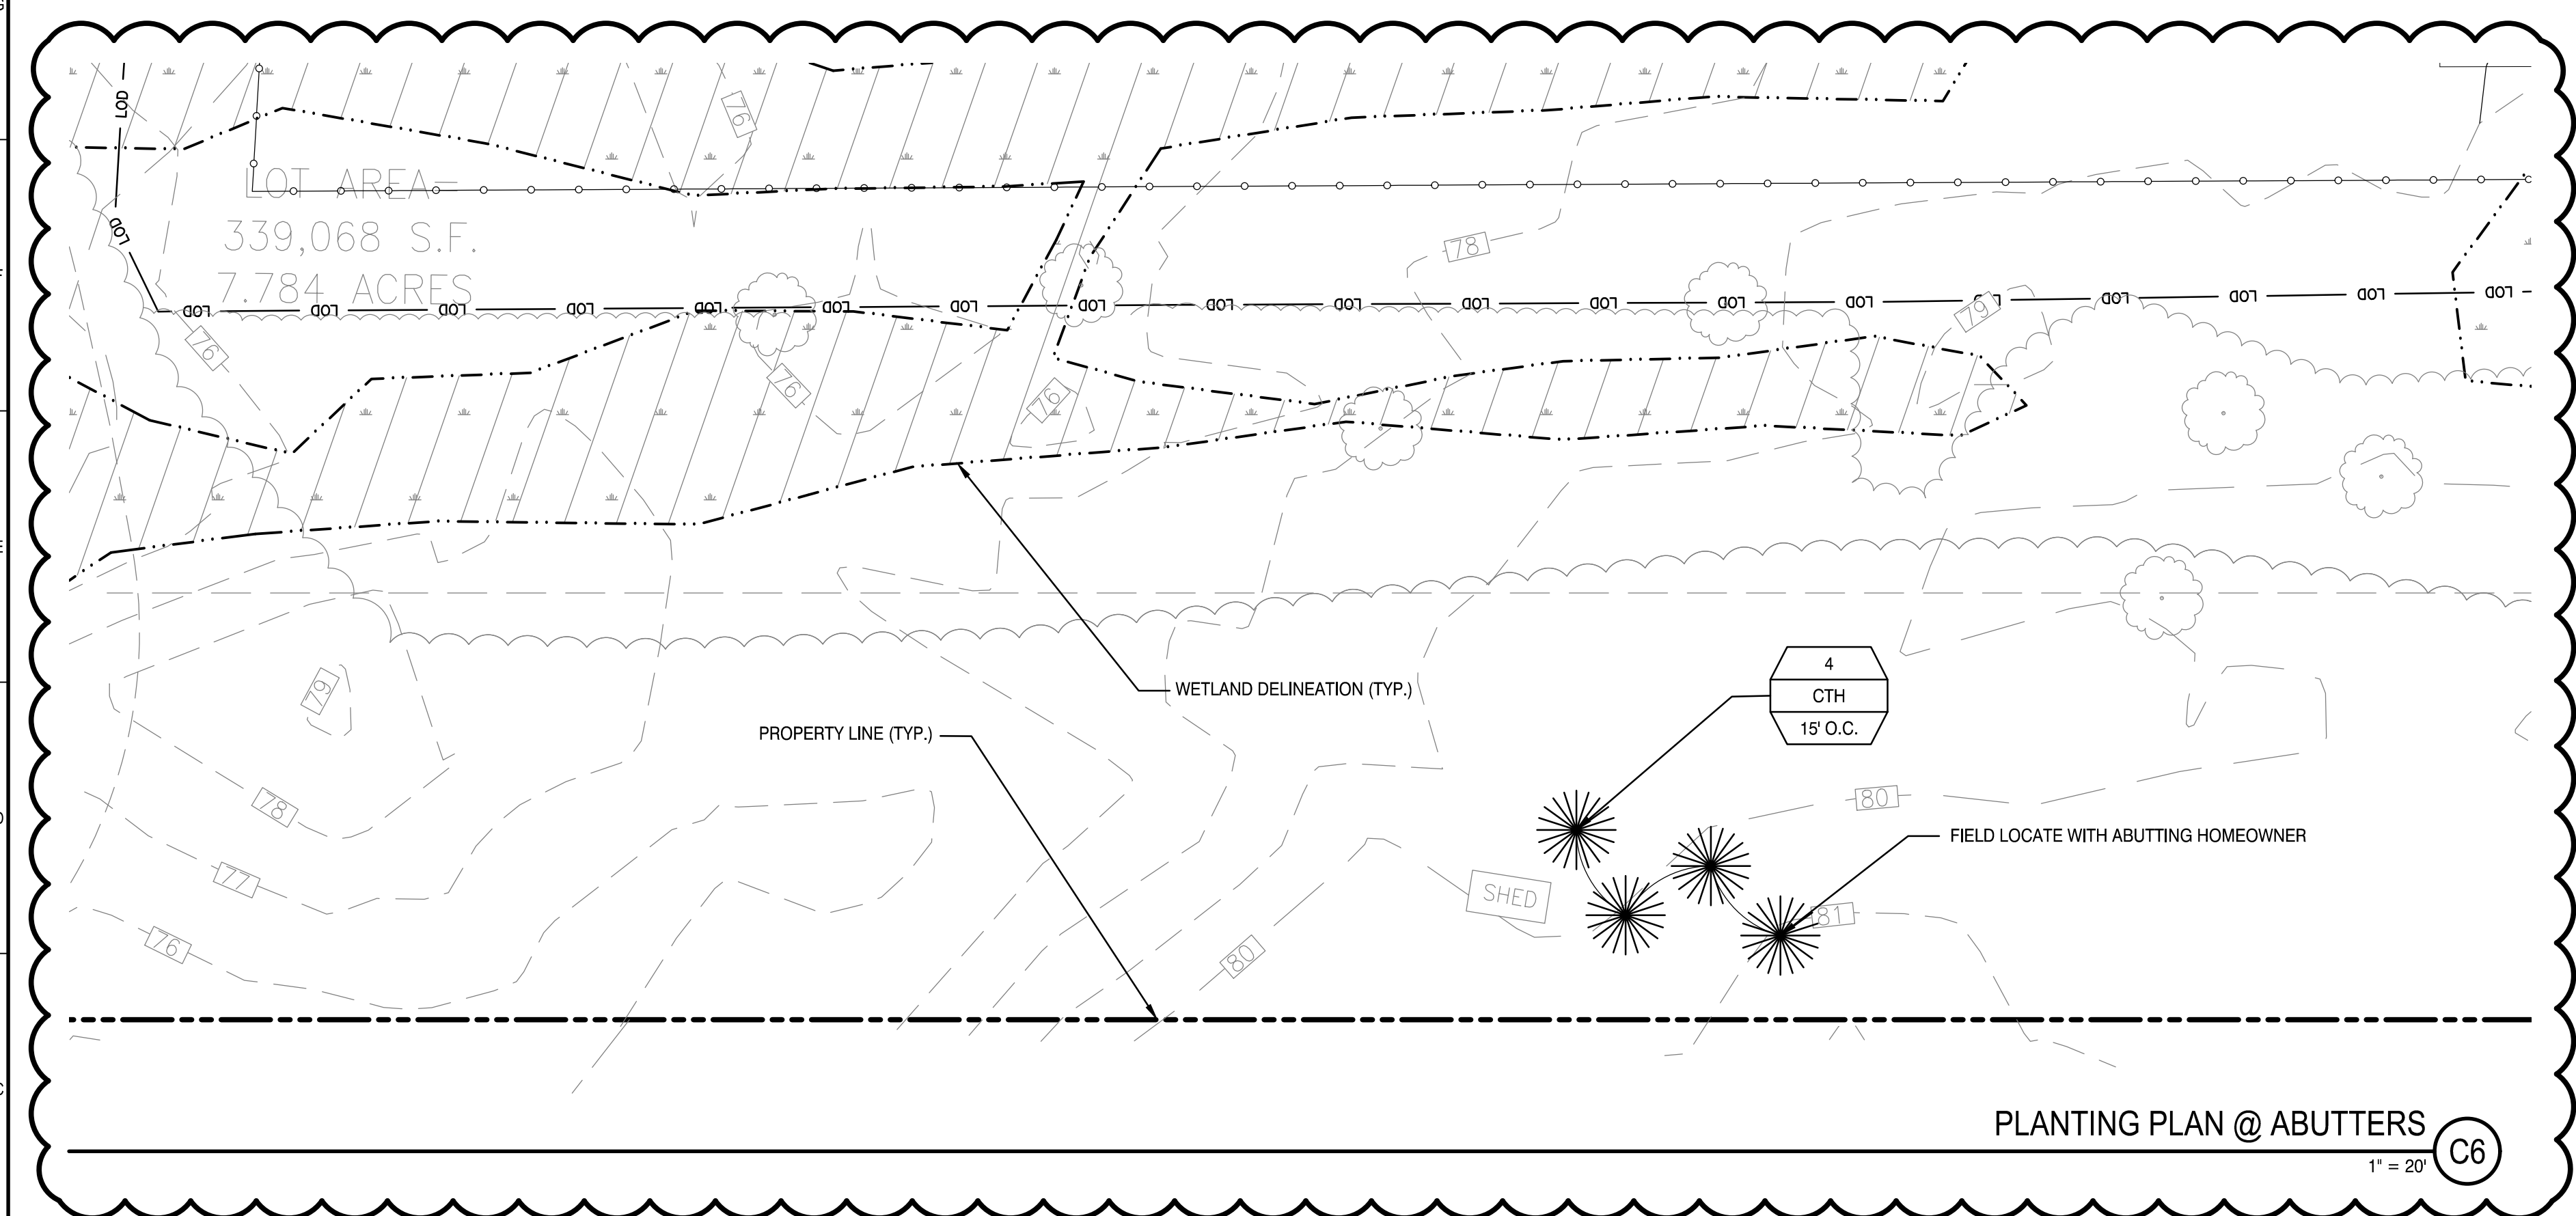 LOD
76
LOD
LOT AREA=
339,068 S.F.
7.784 ACRES
78
LOD LOD LOD LOD LOD LOD LOD LOD LOD LOD LOD LOD LOD LOD LOD LOD LOD LOD LOD
79
76
76
76
WETLAND DELINEATION (TYP.)
4
CTH
15' O.C.
79
PROPERTY LINE (TYP.)
78
80
FIELD LOCATE WITH ABUTTING HOMEOWNER
77
SHED
81
76
80
PLANTING PLAN @ ABUTTERS
C6
1" = 20'